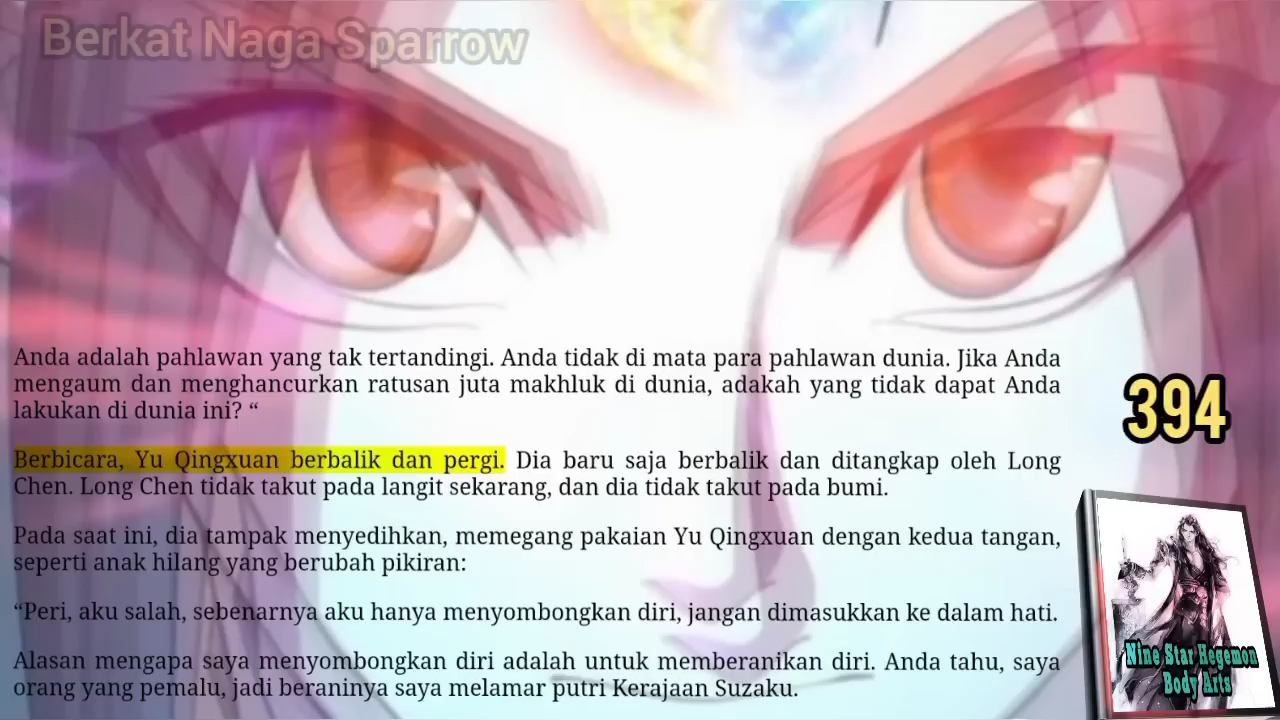 Berkat Naga Sparrow
Anda adalah pahlawan yang tak tertandingi. Anda tidak di mata para pahlawan dunia. Jika Anda
mengaum dan menghancurkan ratusan juta makhluk di dunia, adakah yang tidak dapat Anda
lakukan di dunia ini? “
Berbicara, Yu Qingxuan berbalik dan pergi. Dia baru saja berbalik dan ditangkap oleh Long
Chen. Long Chen tidak takut pada langit sekarang, dan dia tidak takut pada bumi.
Pada saat ini, dia tampak menyedihkan, memegang pakaian Yu Qingxuan dengan kedua tangan,
seperti anak hilang yang berubah pikiran:
“Peri, aku salah, sebenarnya aku hanya menyombongkan diri, jangan dimasukkan ke dalam hati.
Alasan mengapa saya menyombongkan diri adalah untuk memberanikan diri. Anda tahu, saya
orang yang pemalu, jadi beraninya saya melamar putri Kerajaan Suzaku.
394
Nine Star Hegemon
Body Arts